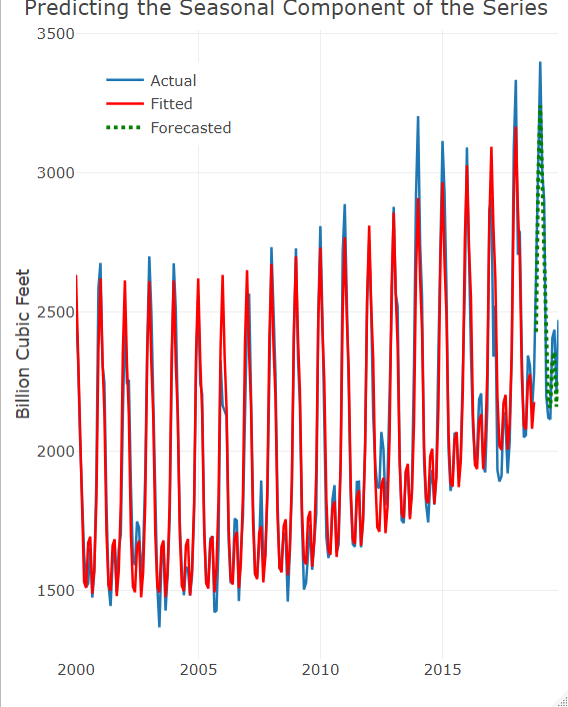 Predicting the Seasonal Component of the Series
3500
Actual
Fitted
Forecasted
3000
Billion Cubic Feet
2500
2000
1500
2000 2005 2010 2015